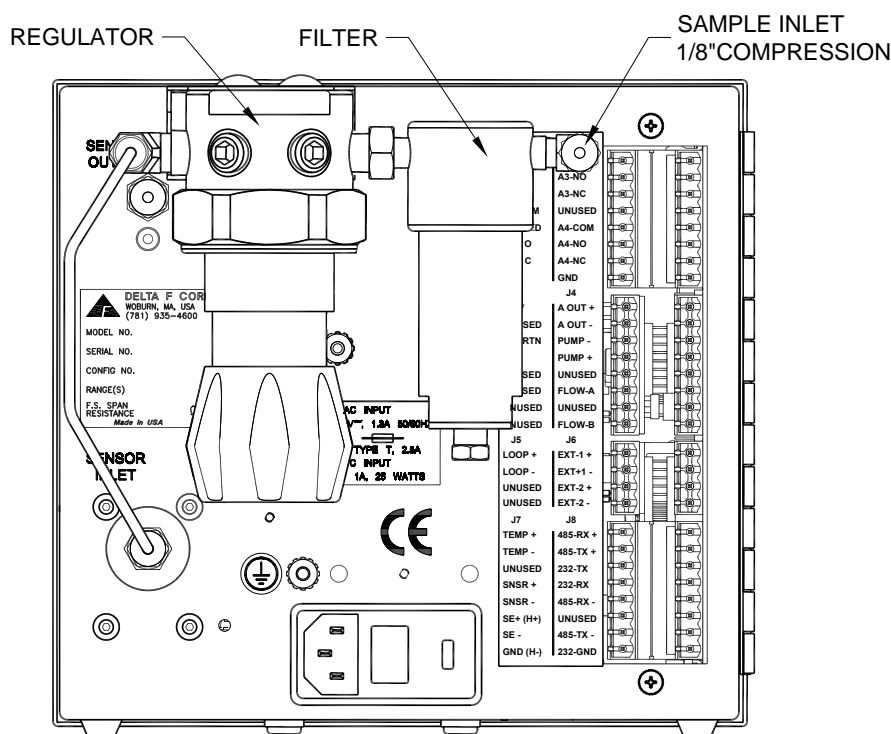 REGULATOR
FILTER
SAMPLE INLET
1/8"COMPRESSION
DELTA F
WOBURN, MA, USA
(781) 935-4600
MODEL NO.
SERIAL NO.
CONFIG NO.
RANGE(S)
F.S. SPAN
RESISTANCE
Made in USA
SENSOR
INLET
INPUT
1.3A 50/60H
TYPE T, 2.5A
INPUT
1A, 25 WATTS
CE
A3-NO
A3-NC
UNUSED
A4-COM
A4-NO
A4-NC
GND
J4
A OUT +
A OUT -
RTN PUMP -
PUMP +
UNUSED
FLOW-A
UNUSED
FLOW-B
J5 J6
LOOP + EXT-1 +
LOOP - EXT+1 -
UNUSED EXT-2 +
UNUSED EXT-2 -
J7 J8
TEMP + 485-RX +
TEMP - 485-TX +
UNUSED 232-TX
SNSR + 232-RX
SNSR - 485-RX -
SE+ (H+) UNUSED
SE - 485-TX -
GND (H-) 232-GND